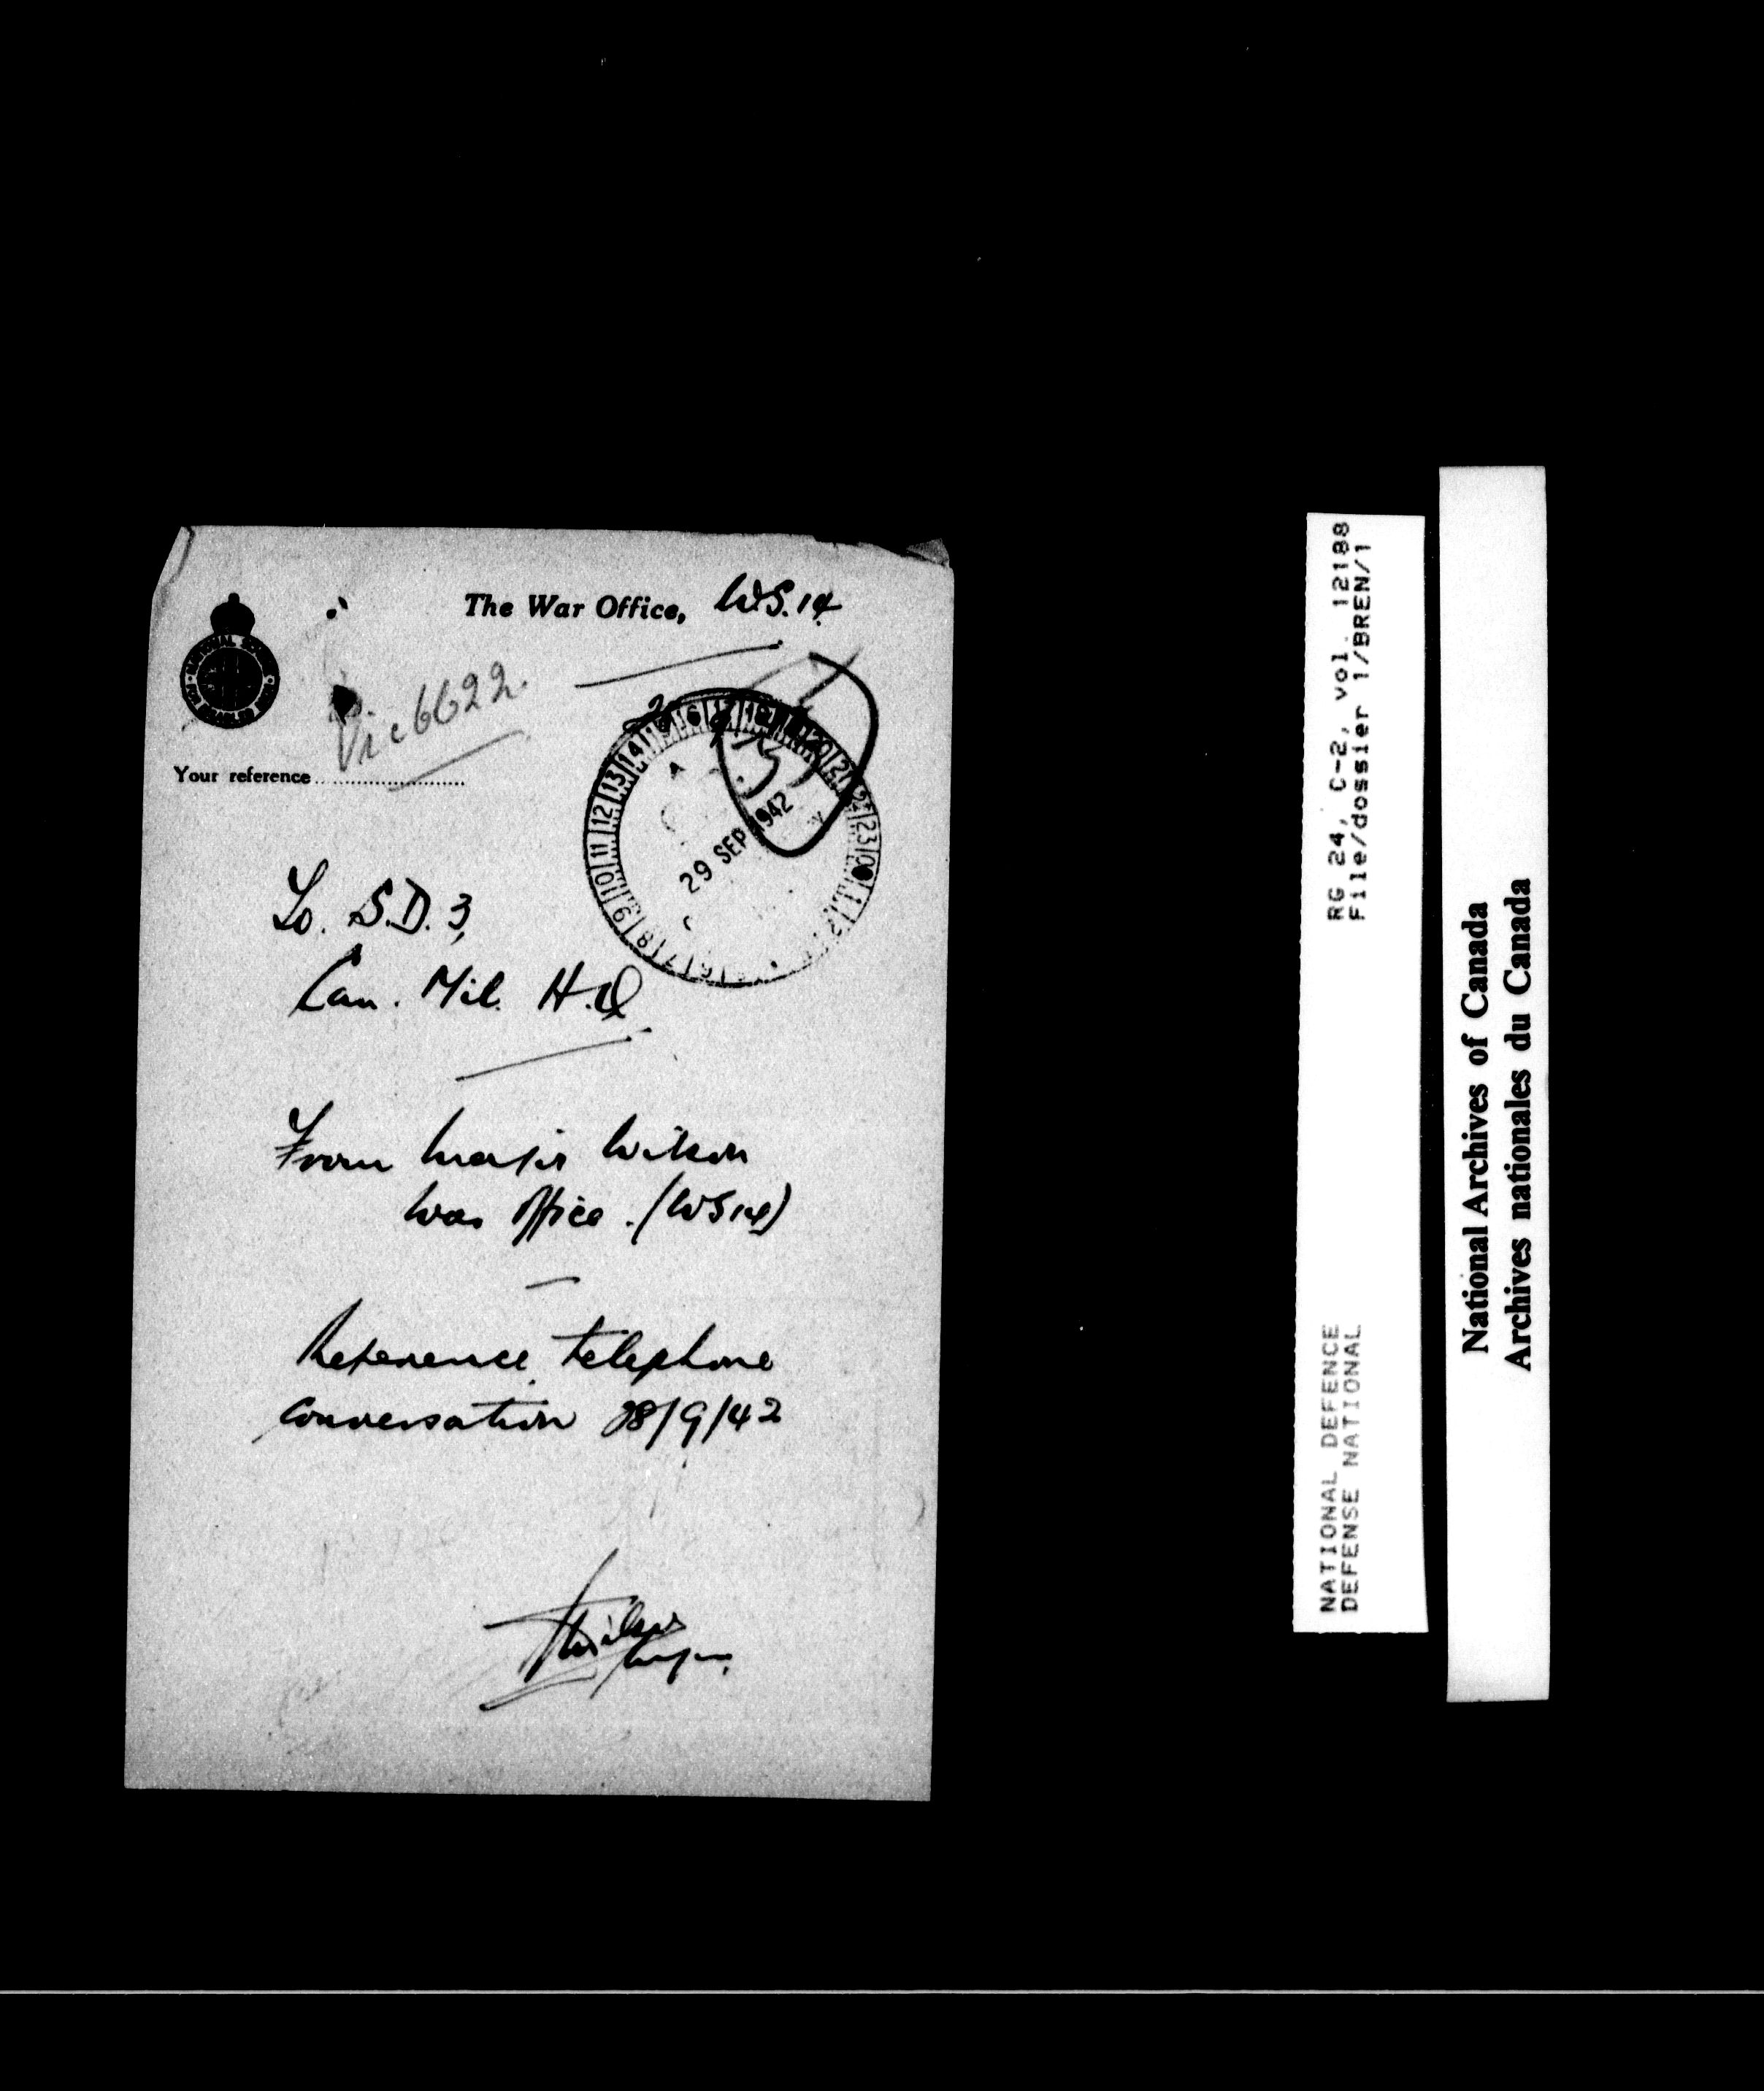 The War Office, W.S.14
Vic 6622.
Your reference
29 SEP 1942
To. S.D. 3,
Can. Mil. H.Q.
From Major Wilson
War Office. (WS14)
Reference telephone
conversation 28/9/42
Wilson
Major.
RG 24, C-2, vol. 12188
File/dossier 1/BREN/1
NATIONAL DEFENCE
DEFENSE NATIONAL
National Archives of Canada
Archives nationales du Canada